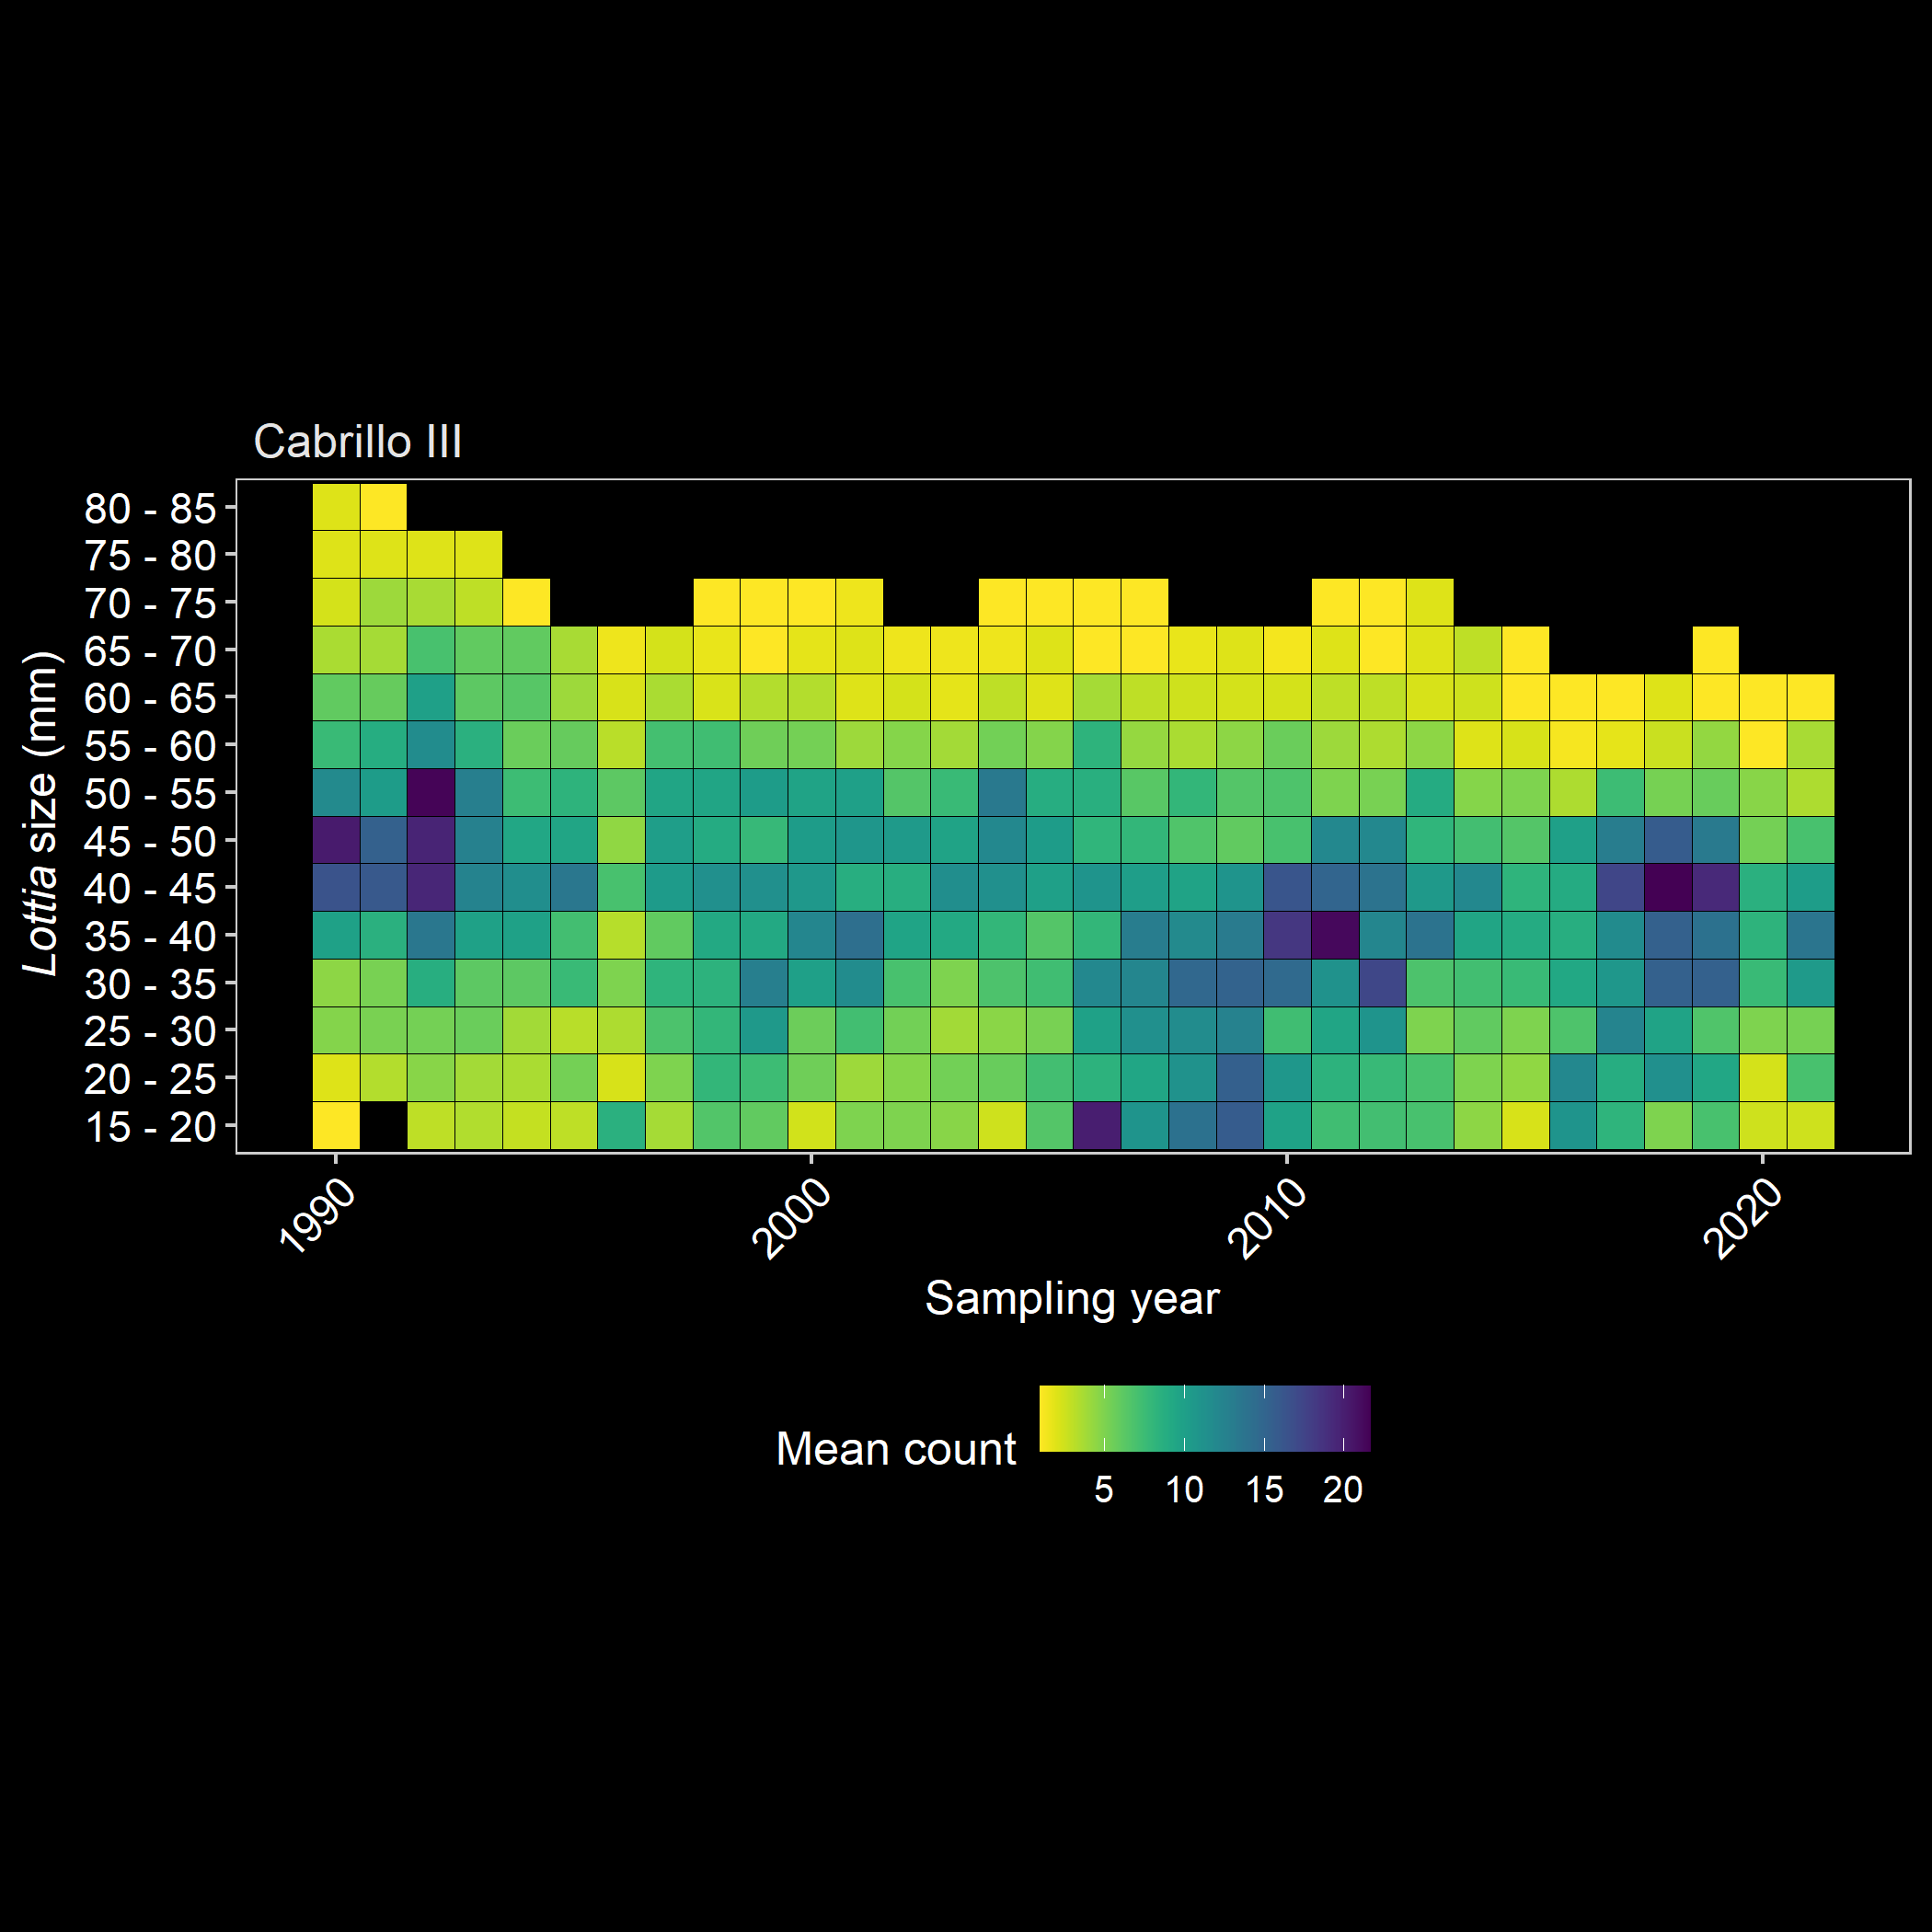 Cabrillo III
80 - 85
75 - 80
70 - 75
65 - 70
60 - 65
55 - 60
50 - 55
45 - 50
40 - 45
35 - 40
30 - 35
25 - 30
20 - 25
15 - 20
Lottia size (mm)
1990
2000
2010
2020
Sampling year
Mean count
5
10
15
20